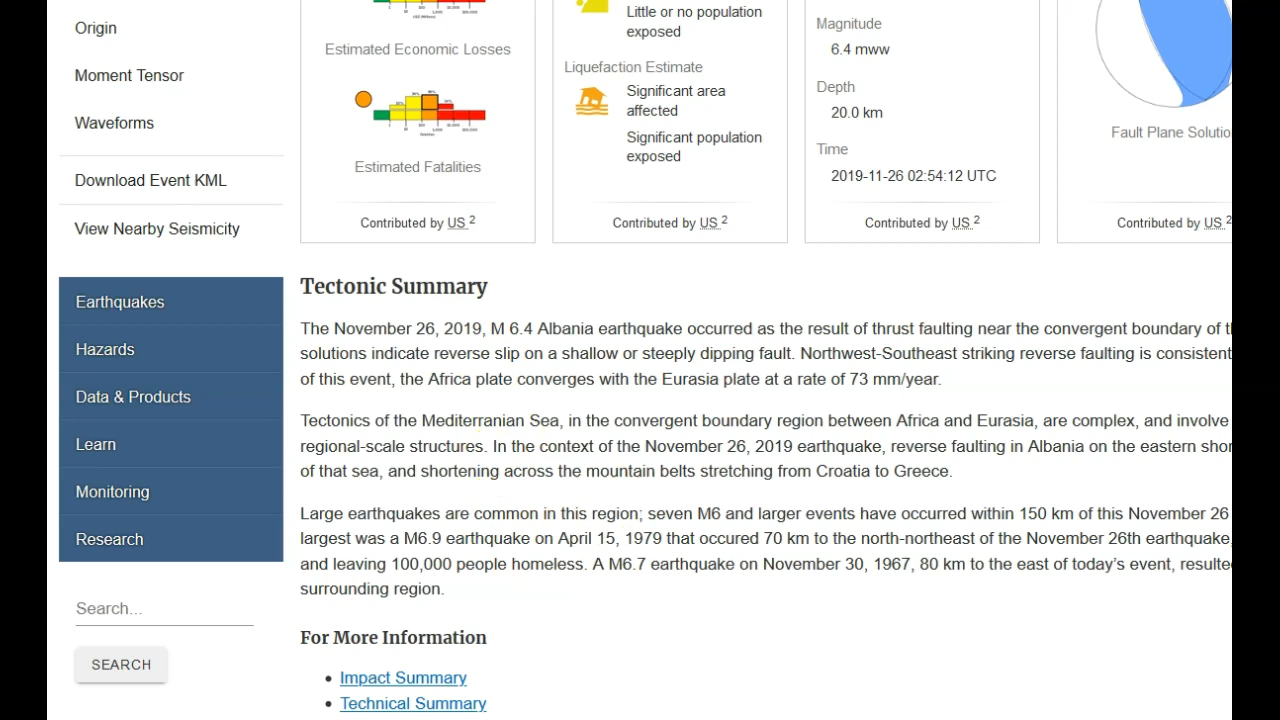 Origin
Moment Tensor
Waveforms
Download Event KML
View Nearby Seismicity
Earthquakes
Hazards
Data & Products
Learn
Monitoring
Research
Search...
SEARCH
Estimated Economic Losses
Estimated Fatalities
Contributed by US 2
Little or no population
exposed
Liquefaction Estimate
Significant area
affected
Significant population
exposed
Contributed by US 2
Magnitude
6.4 mww
Depth
20.0 km
Time
2019-11-26 02:54:12 UTC
Contributed by US 2
Fault Plane Solutio
Contributed by US 2
Tectonic Summary
The November 26, 2019, M 6.4 Albania earthquake occurred as the result of thrust faulting near the convergent boundary of t
solutions indicate reverse slip on a shallow or steeply dipping fault. Northwest-Southeast striking reverse faulting is consistent
of this event, the Africa plate converges with the Eurasia plate at a rate of 73 mm/year.
Tectonics of the Mediterranean Sea, in the convergent boundary region between Africa and Eurasia, are complex, and involve
regional-scale structures. In the context of the November 26, 2019 earthquake, reverse faulting in Albania on the eastern shor
of that sea, and shortening across the mountain belts stretching from Croatia to Greece.
Large earthquakes are common in this region; seven M6 and larger events have occurred within 150 km of this November 26
largest was a M6.9 earthquake on April 15, 1979 that occured 70 km to the north-northeast of the November 26th earthquake,
and leaving 100,000 people homeless. A M6.7 earthquake on November 30, 1967, 80 km to the east of today's event, resulte
surrounding region.
For More Information
Impact Summary
Technical Summary